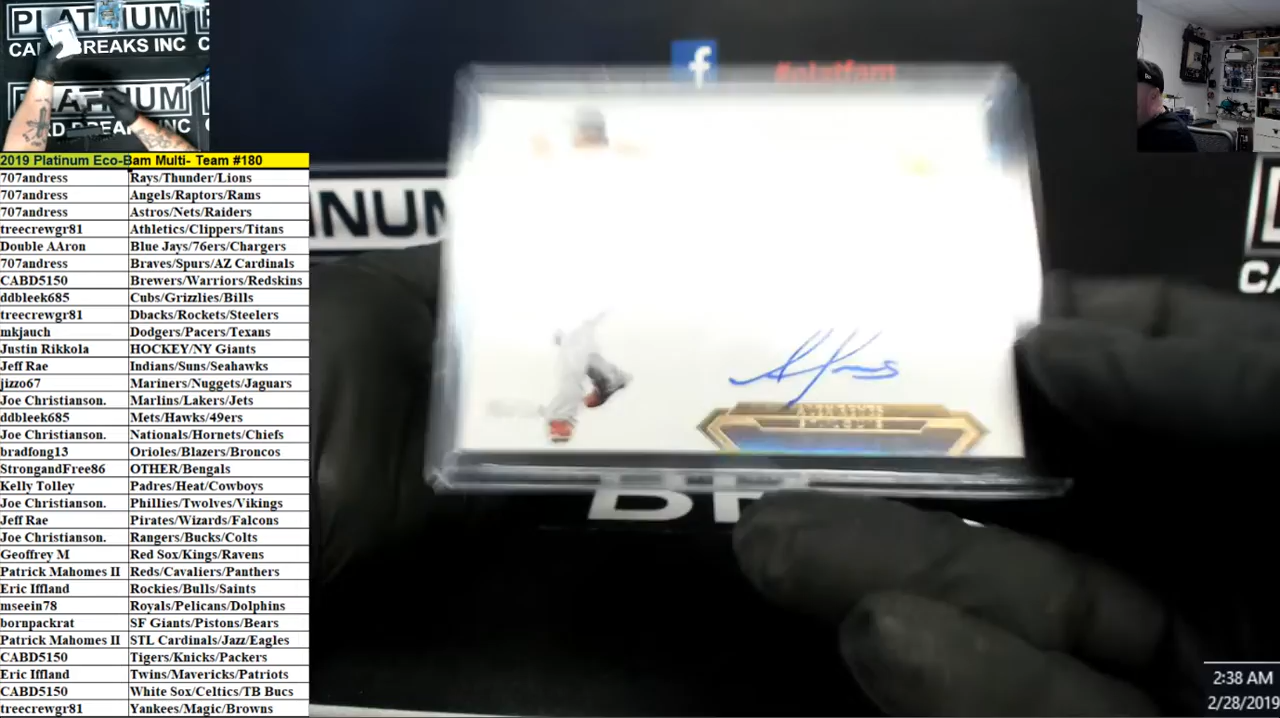 PLATINUM
CARD BREAKS INC
PLATINUM
CARD BREAKS INC
2019 Platinum Eco-Bam Multi- Team #180
707andress Rays/Thunder/Lions
707andress Angels/Raptors/Rams
707andress Astros/Nets/Raiders
treecrewgr81 Athletics/Clippers/Titans
Double AAron Blue Jays/76ers/Chargers
707andress Braves/Spurs/AZ Cardinals
CABD5150 Brewers/Warriors/Redskins
ddbleek685 Cubs/Grizzlies/Bills
treecrewgr81 Dbacks/Rockets/Steelers
mkjauch Dodgers/Pacers/Texans
Justin Rikkola HOCKEY/NY Giants
Jeff Rae Indians/Suns/Seahawks
jizzo67 Mariners/Nuggets/Jaguars
Joe Christianson. Marlins/Lakers/Jets
ddbleek685 Mets/Hawks/49ers
Joe Christianson. Nationals/Hornets/Chiefs
bradfong13 Orioles/Blazers/Broncos
StrongandFree86 OTHER/Bengals
Kelly Tolley Padres/Heat/Cowboys
Joe Christianson. Phillies/Twolves/Vikings
Jeff Rae Pirates/Wizards/Falcons
Joe Christianson. Rangers/Bucks/Colts
Geoffrey M Red Sox/Kings/Ravens
Patrick Mahomes II Reds/Cavaliers/Panthers
Eric Iffland Rockies/Bulls/Saints
mseein78 Royals/Pelicans/Dolphins
bornpackrat SF Giants/Pistons/Bears
Patrick Mahomes II STL Cardinals/Jazz/Eagles
CABD5150 Tigers/Knicks/Packers
Eric Iffland Twins/Mavericks/Patriots
CABD5150 White Sox/Celtics/TB Bucs
treecrewgr81 Yankees/Magic/Browns
f #platfam
INUM
ALEX REYES
BR
CA
2:38 AM
2/28/2019